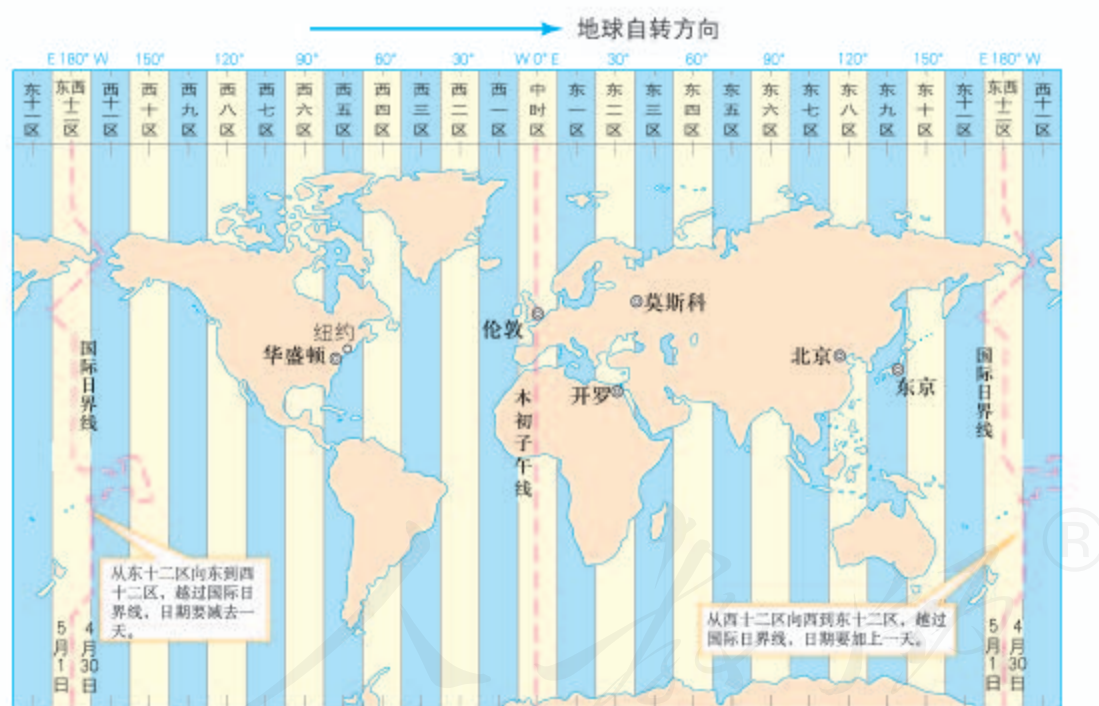 地球自转方向
E 180° W 150° 120° 90° 60° 30° W 0° E 30° 60° 90° 120° 150° E 180° W
东十一区
东西十二区
西十一区
西十区
西九区
西八区
西七区
西六区
西五区
西四区
西三区
西二区
西一区
中时区
东一区
东二区
东三区
东四区
东五区
东六区
东七区
东八区
东九区
东十区
东十一区
东西十二区
西十一区
莫斯科
伦敦
纽约
华盛顿
北京
东京
开罗
国际日界线
本初子午线
国际日界线
从东十二区向东到西
十二区，越过国际日
界线，日期要减去一
天。
从西十二区向西到东十二区，越过
国际日界线，日期要加上一天。
5月1日
4月30日
5月1日
4月30日
®